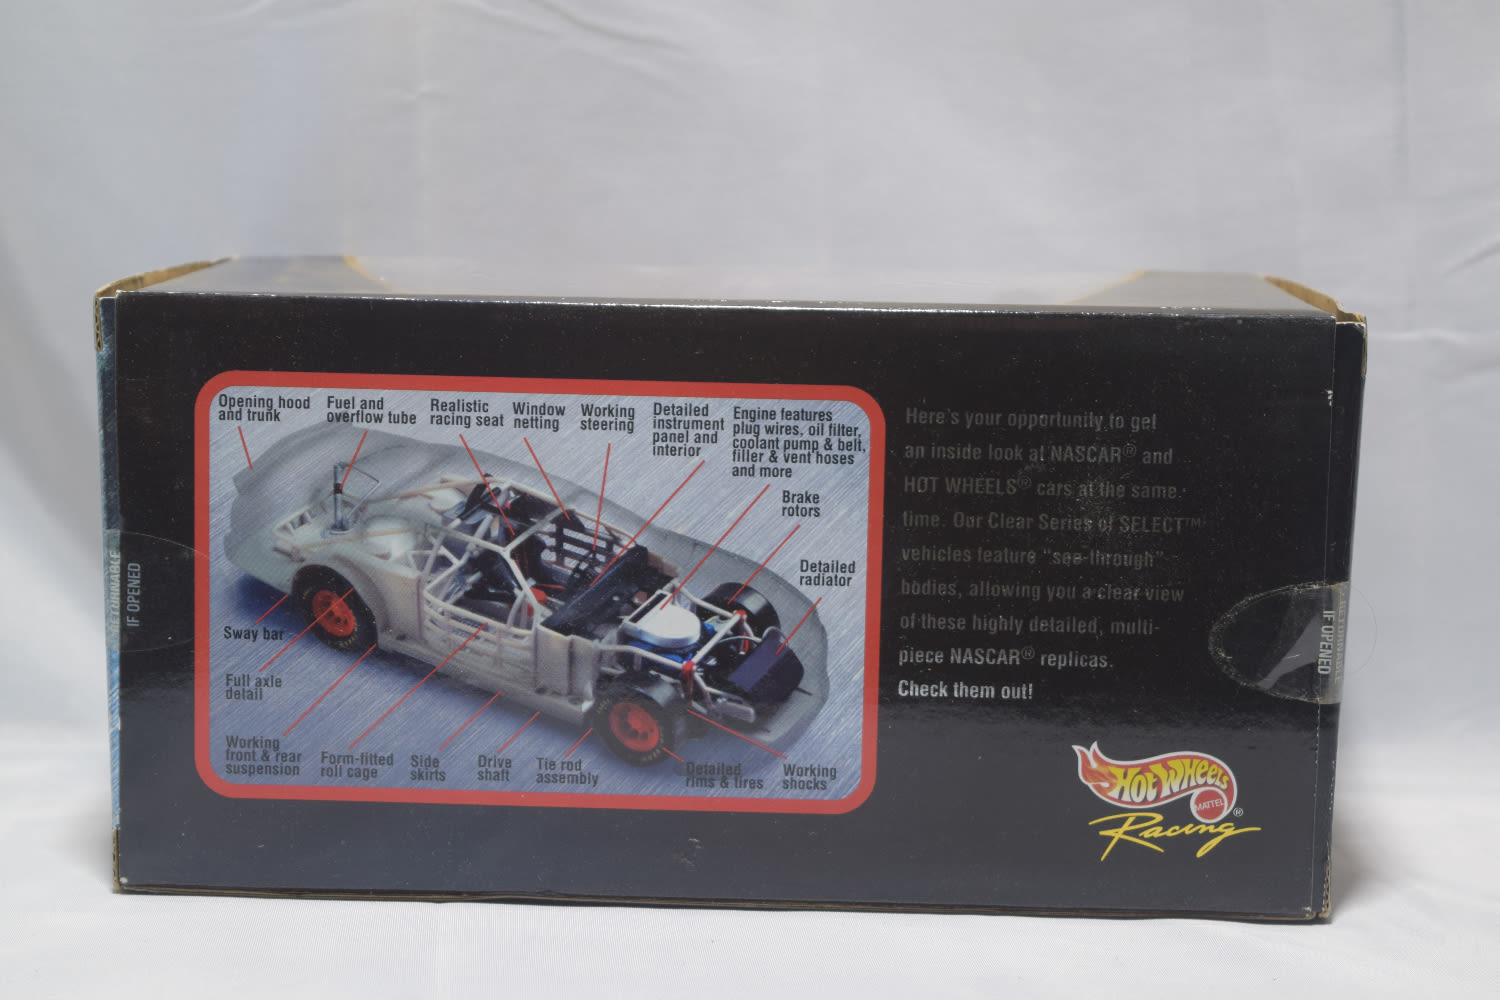 Opening hood
and trunk
Fuel and
overflow tube
Realistic
racing seat
Window
netting
Working
steering
Detailed
instrument
panel and
interior
Engine features
plug wires, oil filter,
coolant pump & belt,
filler & vent hoses
and more
Brake
rotors
Detailed
radiator
Sway bar
Full axle
detail
Working
front & rear
suspension
Form-fitted
roll cage
Side
skirts
Drive
shaft
Tie rod
assembly
Detailed
rims & tires
Working
shocks
Here's your opportunity to get
an inside look at NASCAR® and
HOT WHEELS® cars at the same
time. Our Clear Series of SELECT™
vehicles feature "see-through"
bodies, allowing you a clear view
of these highly detailed, multi-
piece NASCAR® replicas.
Check them out!
HOT WHEELS
MATTEL
®
Racing
IF OPENED
IF OPENED